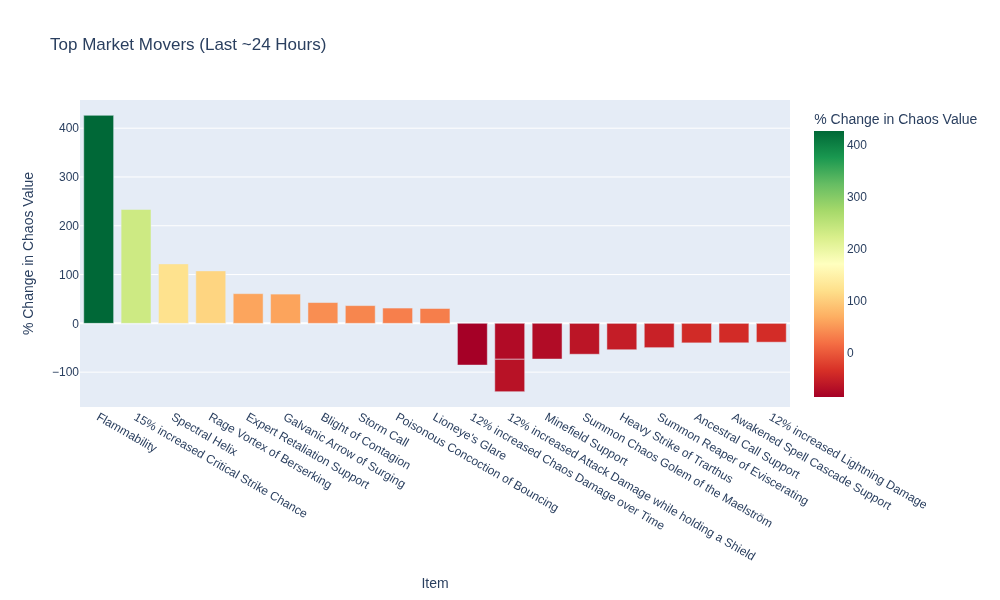 Top Market Movers (Last ~24 Hours)
% Change in Chaos Value
400
300
200
100
0
−100
Flammability
15% increased Critical Strike Chance
Spectral Helix
Rage Vortex of Berserking
Expert Retaliation Support
Galvanic Arrow of Surging
Blight of Contagion
Storm Call
Poisonous Concoction of Bouncing
Lioney's Glare
12% increased Chaos Damage over Time
12% increased Attack Damage while holding a Shield
Minefield Support
Summon Chaos Golem of the Maelström
Heavy Strike of Trarthus
Summon Reaper of Eviscerating
Ancestral Call Support
Awakened Spell Cascade Support
12% increased Lightning Damage
Item
% Change in Chaos Value
400
300
200
100
0